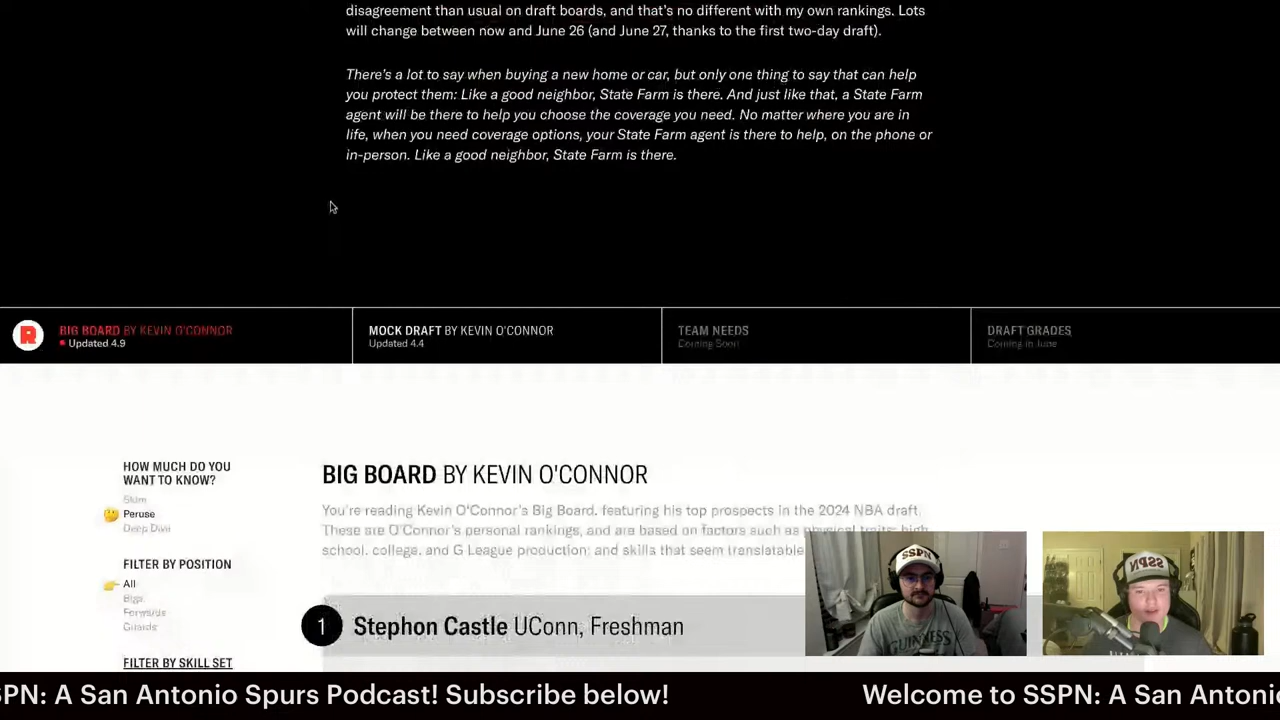 disagreement than usual on draft boards, and that's no different with my own rankings. Lots
will change between now and June 26 (and June 27, thanks to the first two-day draft).
There's a lot to say when buying a new home or car, but only one thing to say that can help
you protect them: Like a good neighbor, State Farm is there. And just like that, a State Farm
agent will be there to help you choose the coverage you need. No matter where you are in
life, when you need coverage options, your State Farm agent is there to help, on the phone or
in-person. Like a good neighbor, State Farm is there.
R
BIG BOARD BY KEVIN O'CONNOR
Updated 4.9
MOCK DRAFT BY KEVIN O'CONNOR
Updated 4.4
TEAM NEEDS
Coming Soon
DRAFT GRADES
Coming in June
HOW MUCH DO YOU
WANT TO KNOW?
Skim
Peruse
Deep Dive
FILTER BY POSITION
All
Bigs
Forwards
Guards
FILTER BY SKILL SET
BIG BOARD BY KEVIN O'CONNOR
You're reading Kevin O'Connor's Big Board, featuring his top prospects in the 2024 NBA draft.
These are O'Connor's personal rankings, and are based on factors such as physical traits; high
school, college, and G League production; and skills that seem translatable
1 Stephon Castle UConn, Freshman
SSPN
GUINNESS
SSPN
SPN: A San Antonio Spurs Podcast! Subscribe below! Welcome to SSPN: A San Antonio